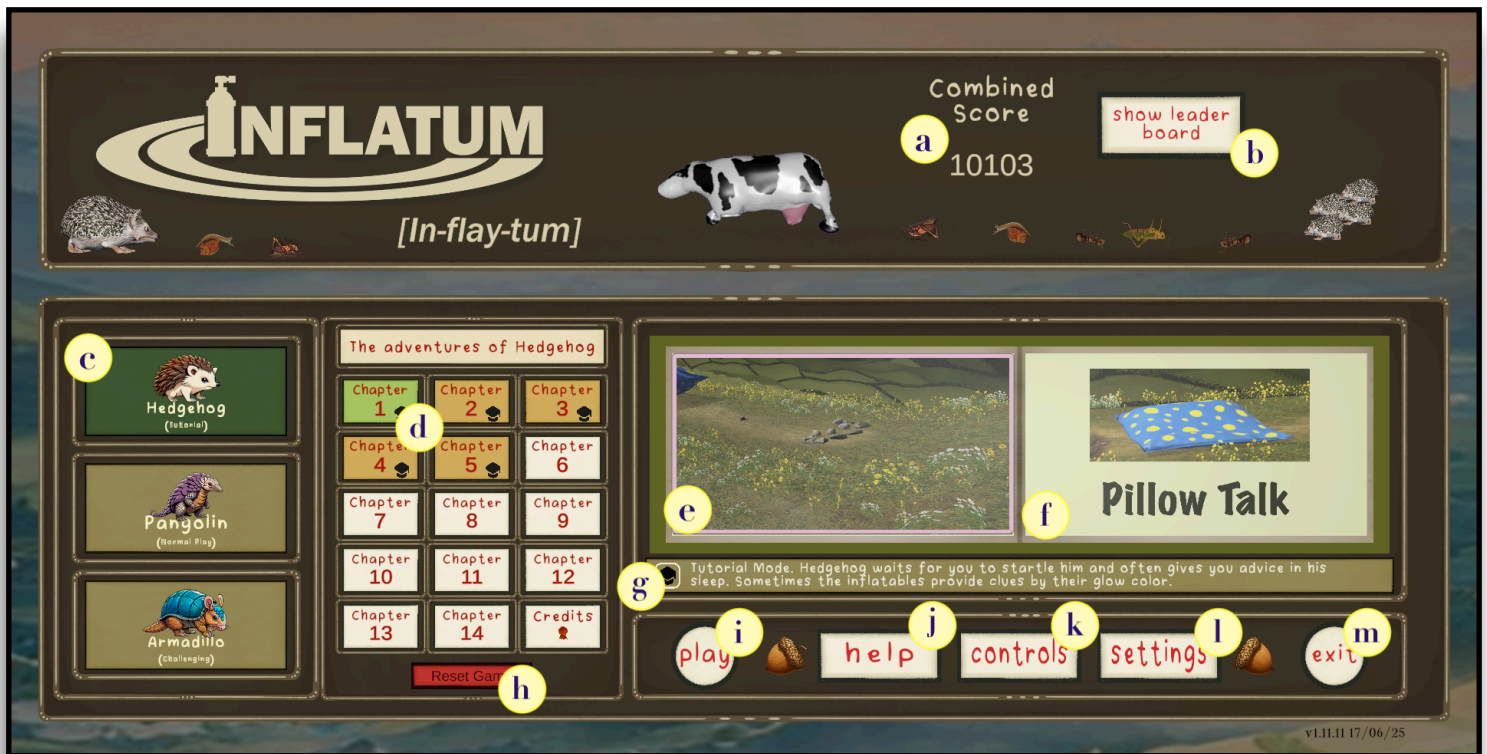 INFLATUM
[In-flay-tum]
Combined
Score
a
10103
show leader
board
b
c
Hedgehog
(Tutorial)
Pangolin
(Normal Play)
Armadillo
(Challenging)
The adventures of Hedgehog
Chapter
1
Chapter
2
Chapter
3
d
Chapter
4
Chapter
5
Chapter
6
Chapter
7
Chapter
8
Chapter
9
Chapter
10
Chapter
11
Chapter
12
Chapter
13
Chapter
14
Credits
Reset Game
h
e
f
Pillow Talk
g
Tutorial Mode. Hedgehog waits for you to startle him and often gives you advice in his
sleep. Sometimes the inflatables provide clues by their glow color.
play
i
help
j
controls
k
settings
l
exit
m
v1.11.11 17/06/25